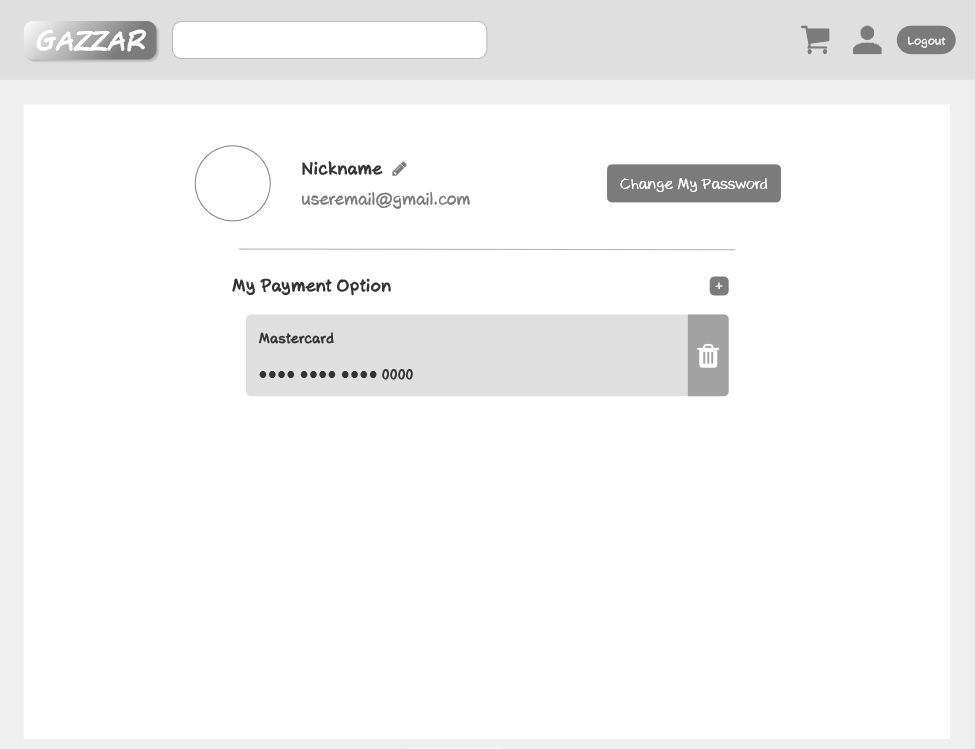 GAZZAR
Logout
Nickname
useremail@gmail.com
Change My Password
My Payment Option
+
Mastercard
•••• •••• •••• 0000